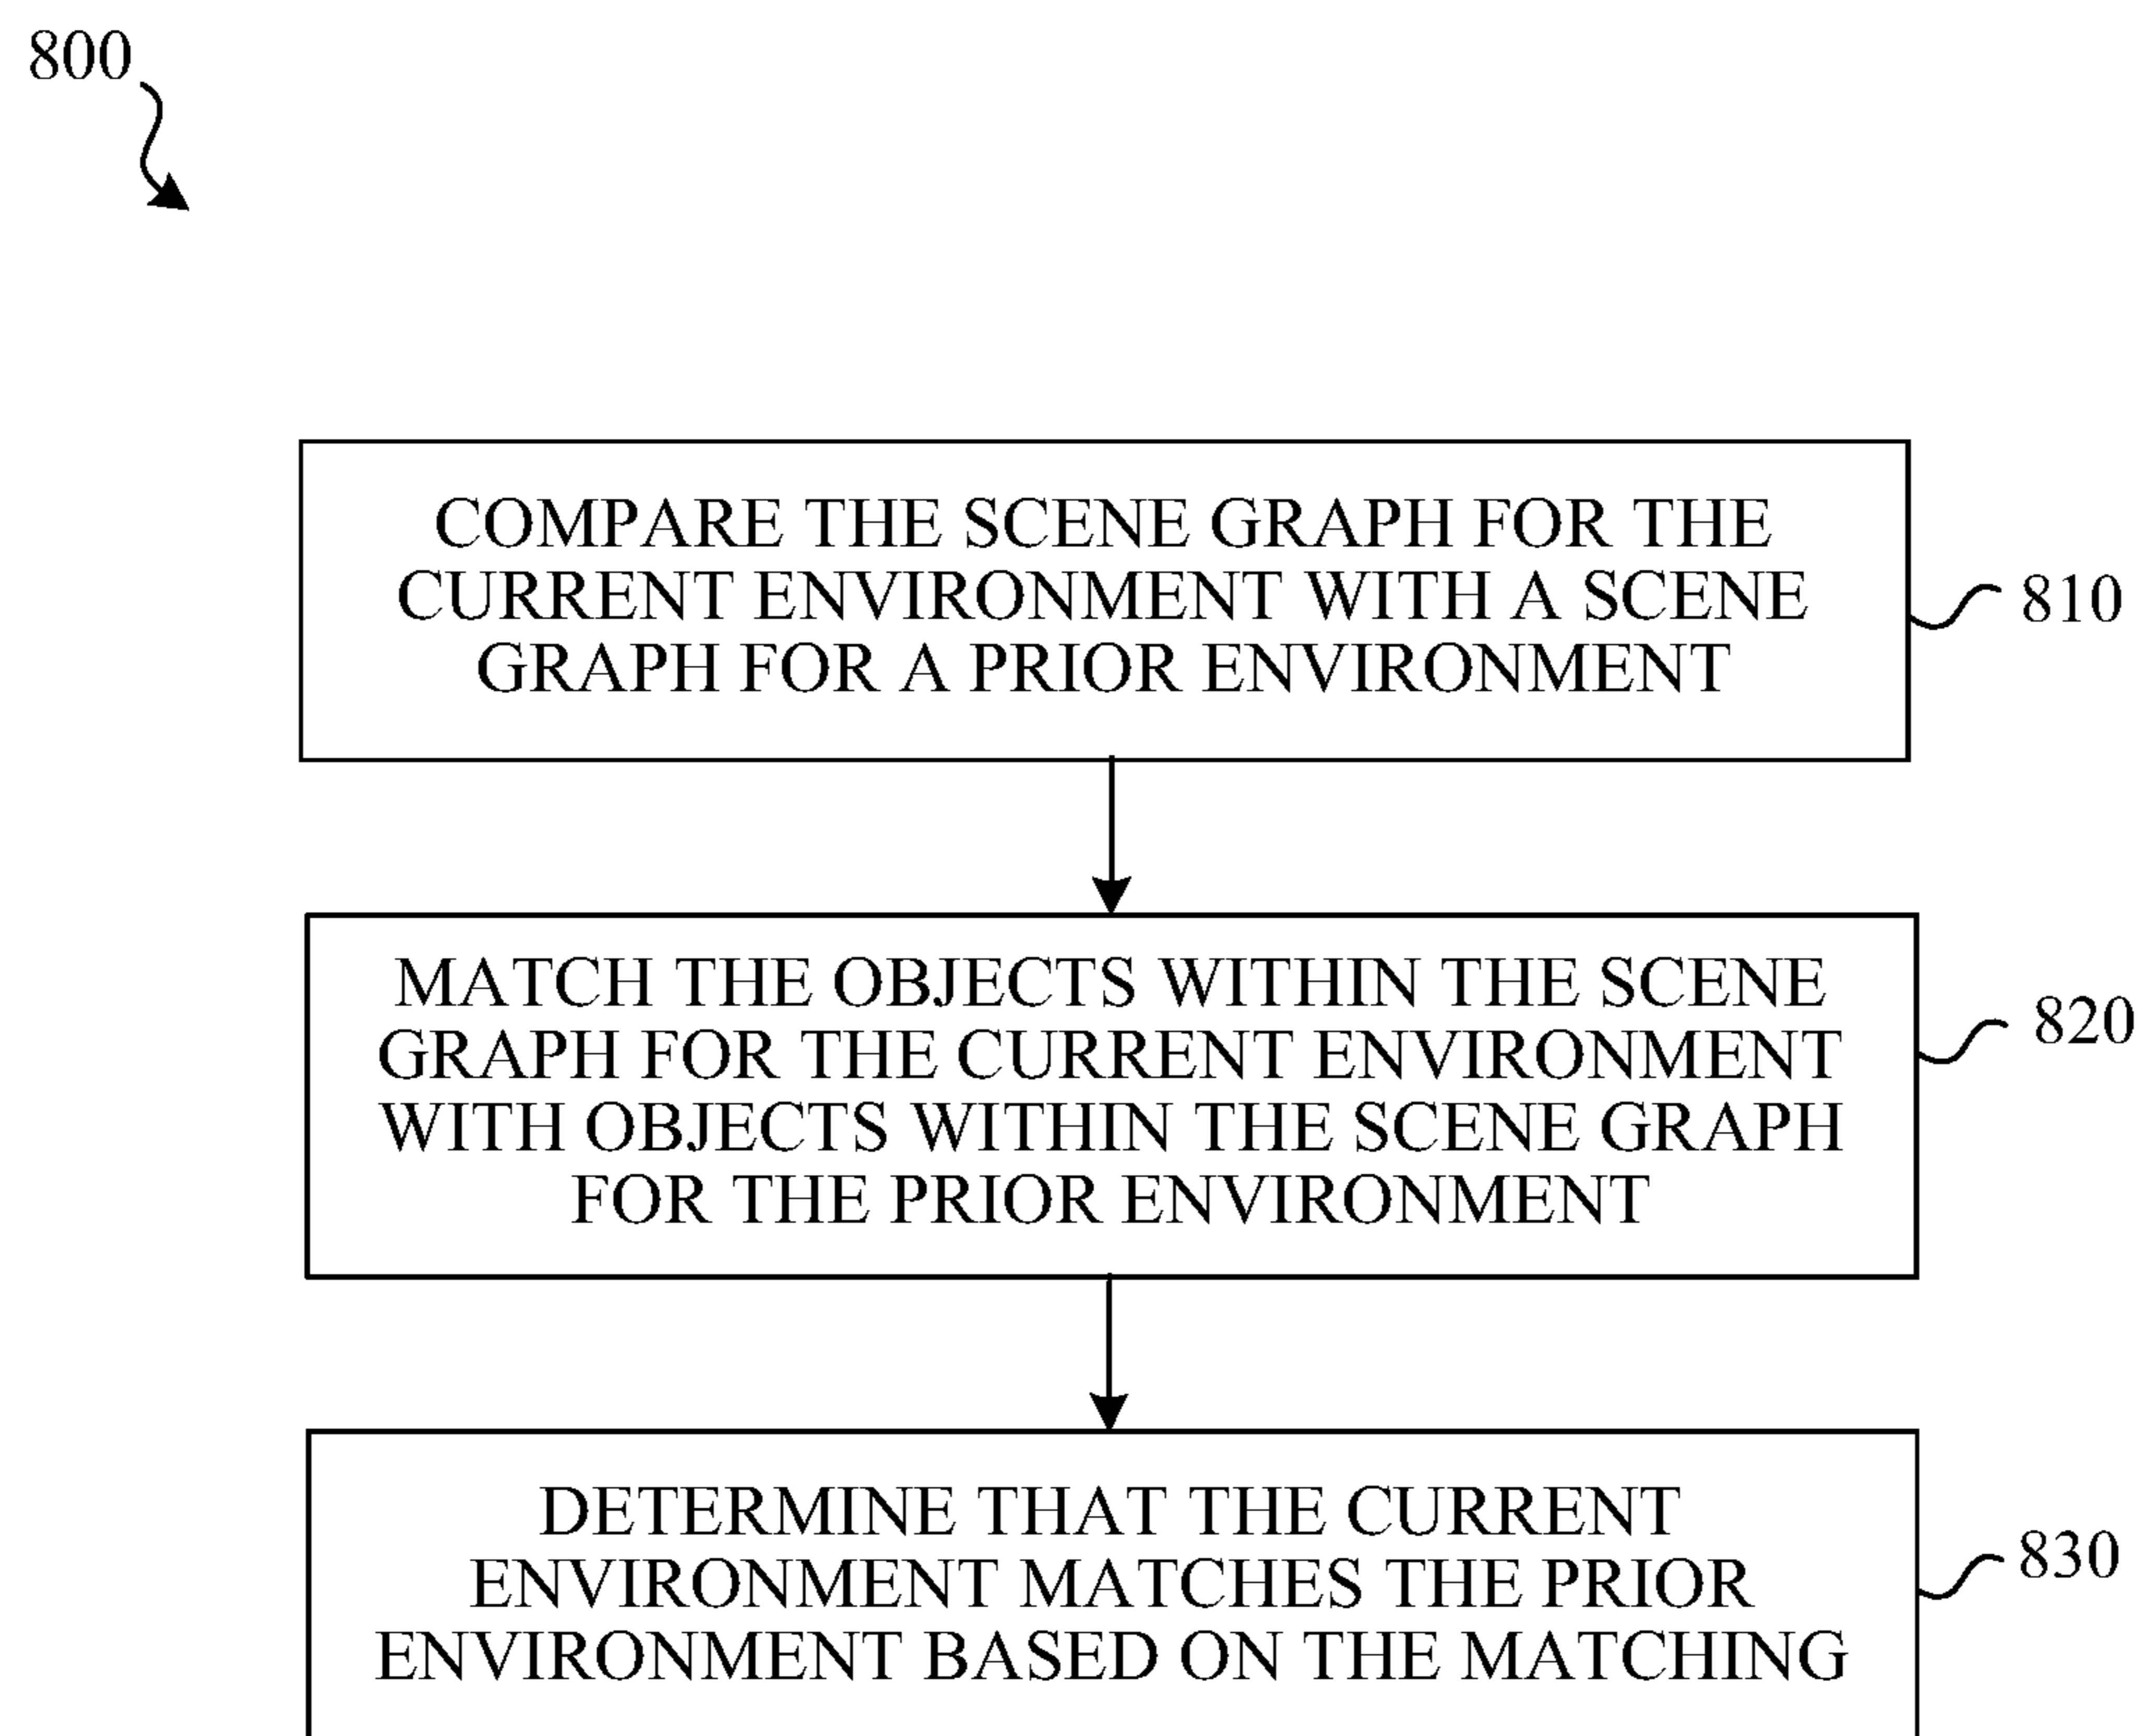 800
COMPARE THE SCENE GRAPH FOR THE
CURRENT ENVIRONMENT WITH A SCENE
GRAPH FOR A PRIOR ENVIRONMENT
810
MATCH THE OBJECTS WITHIN THE SCENE
GRAPH FOR THE CURRENT ENVIRONMENT
WITH OBJECTS WITHIN THE SCENE GRAPH
FOR THE PRIOR ENVIRONMENT
820
DETERMINE THAT THE CURRENT
ENVIRONMENT MATCHES THE PRIOR
ENVIRONMENT BASED ON THE MATCHING
830